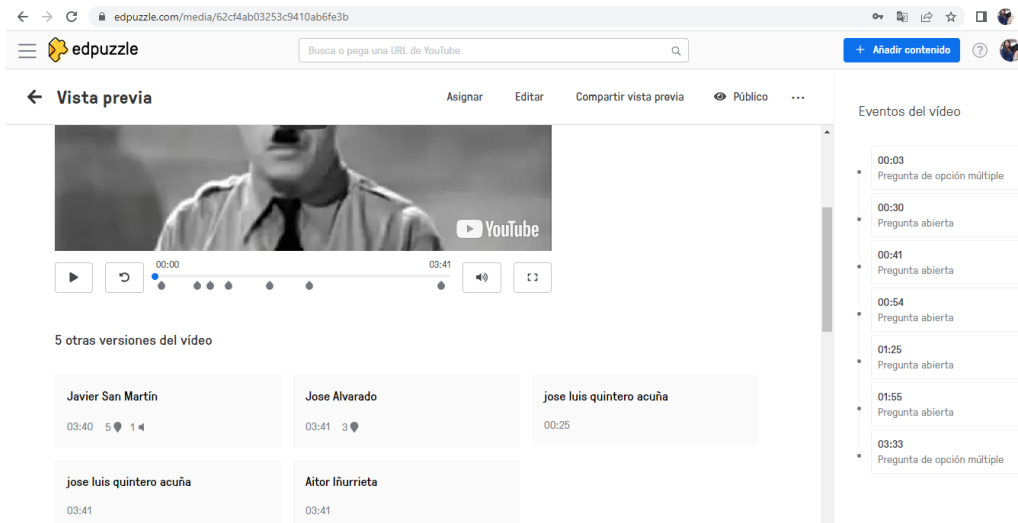 edpuzzle.com/media/62cf4ab03253c9410ab6fe3b
edpuzzle
Busca o pega una URL de YouTube
+ Añadir contenido
?
Vista previa
Asignar
Editar
Compartir vista previa
Público
...
YouTube
00:00
03:41
5 otras versiones del vídeo
Javier San Martín
03:40 5 1
Jose Alvarado
03:41 3
jose luis quintero acuña
00:25
jose luis quintero acuña
03:41
Aitor Iñurrieta
03:41
Eventos del vídeo
00:03
Pregunta de opción múltiple
00:30
Pregunta abierta
00:41
Pregunta abierta
00:54
Pregunta abierta
01:25
Pregunta abierta
01:55
Pregunta abierta
03:33
Pregunta de opción múltiple